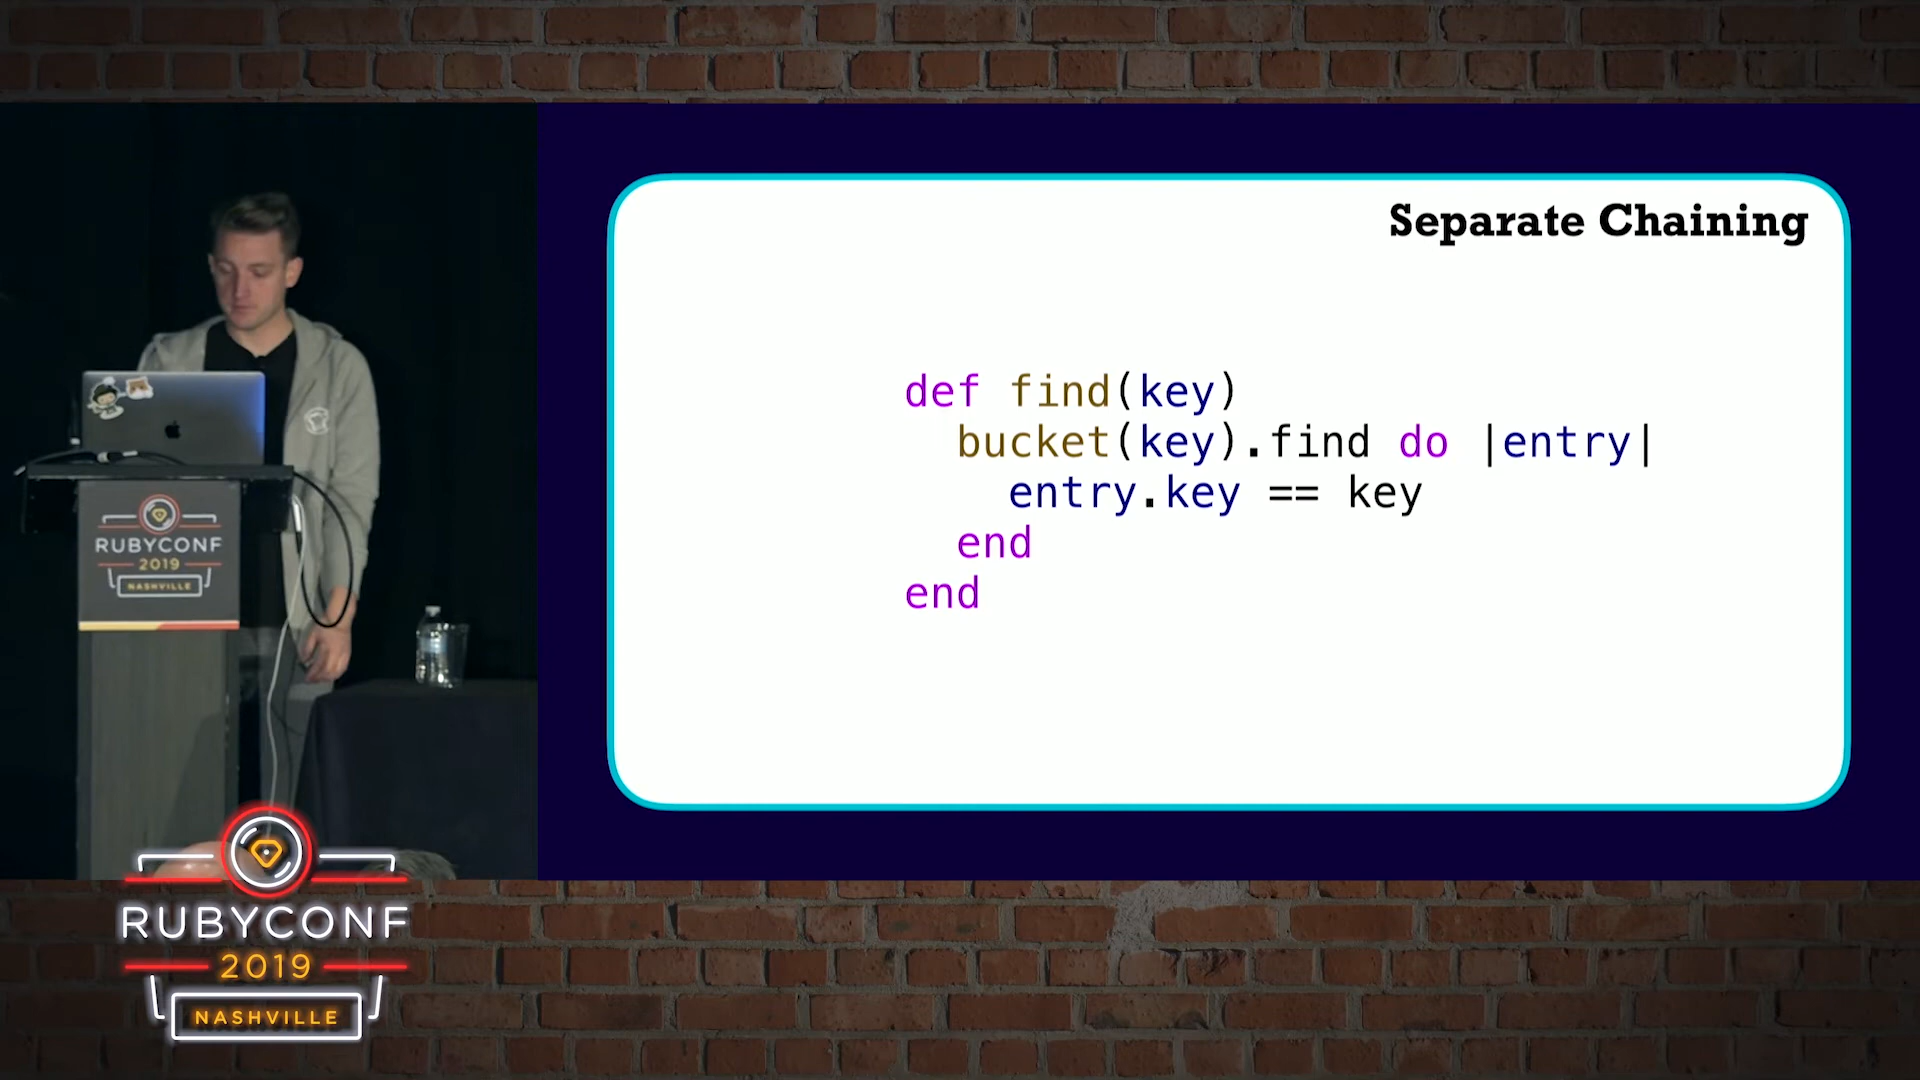 Separate Chaining
def find(key)
  bucket(key).find do |entry|
    entry.key == key
  end
end
RUBYCONF
2019
NASHVILLE
RUBYCONF
2019
NASHVILLE